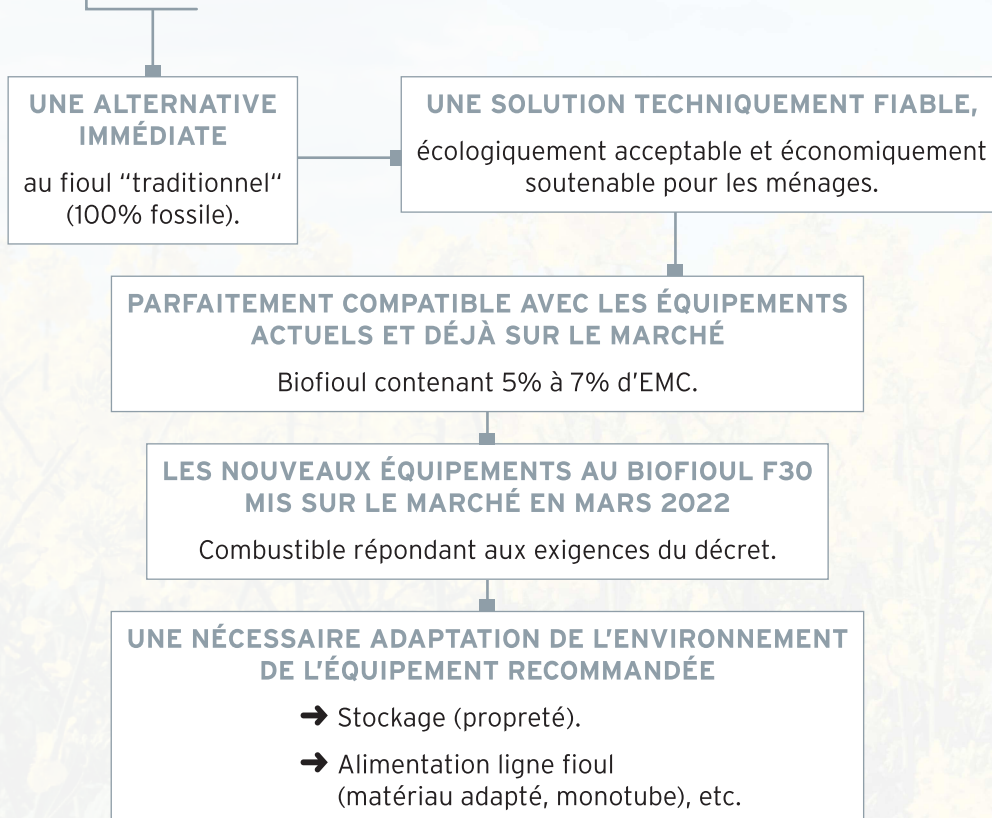 UNE ALTERNATIVE
IMMÉDIATE
au fioul “traditionnel“
(100% fossile).
UNE SOLUTION TECHNIQUEMENT FIABLE,
écologiquement acceptable et économiquement
soutenable pour les ménages.
PARFAITEMENT COMPATIBLE AVEC LES ÉQUIPEMENTS
ACTUELS ET DÉJÀ SUR LE MARCHÉ
Biofioul contenant 5% à 7% d’EMC.
LES NOUVEAUX ÉQUIPEMENTS AU BIOFIOUL F30
MIS SUR LE MARCHÉ EN MARS 2022
Combustible répondant aux exigences du décret.
UNE NÉCESSAIRE ADAPTATION DE L’ENVIRONNEMENT
DE L’ÉQUIPEMENT RECOMMANDÉE
➜ Stockage (propreté).
➜ Alimentation ligne fioul
(matériau adapté, monotube), etc.